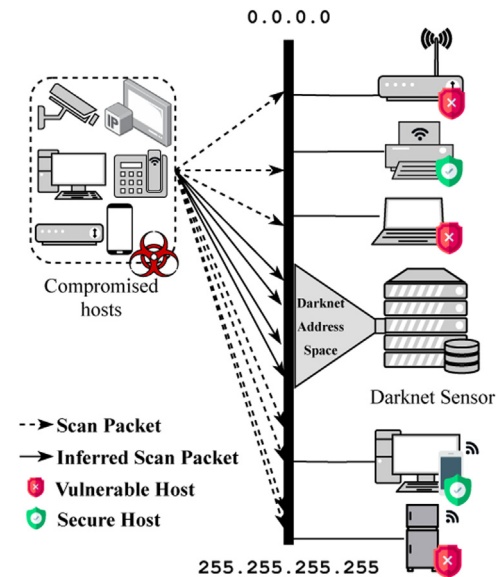 0.0.0.0
IP
Compromised
hosts
Darknet
Address
Space
Darknet Sensor
Scan Packet
Inferred Scan Packet
Vulnerable Host
Secure Host
255.255.255.255